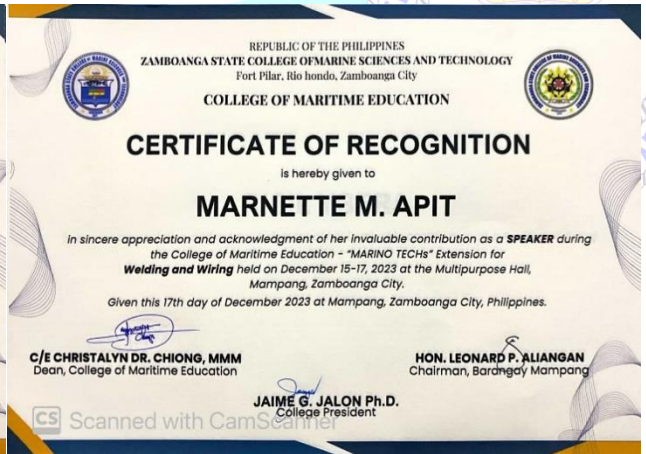 REPUBLIC OF THE PHILIPPINES
ZAMBOANGA STATE COLLEGE OFMARINE SCIENCES AND TECHNOLOGY
Fort Pilar, Rio hondo, Zamboanga City
COLLEGE OF MARITIME EDUCATION
CERTIFICATE OF RECOGNITION
is hereby given to
MARNETTE M. APIT
in sincere appreciation and acknowledgment of her invaluable contribution as a SPEAKER during
the College of Maritime Education - "MARINO TECHs" Extension for
Welding and Wiring held on December 15-17, 2023 at the Multipurpose Hall,
Mampang, Zamboanga City.
Given this 17th day of December 2023 at Mampang, Zamboanga City, Philippines.
C/E CHRISTALYN DR. CHIONG, MMM
Dean, College of Maritime Education
HON. LEONARD P. ALIANGAN
Chairman, Barangay Mampang
JAIME G. JALON Ph.D.
College President
CS Scanned with CamScanner